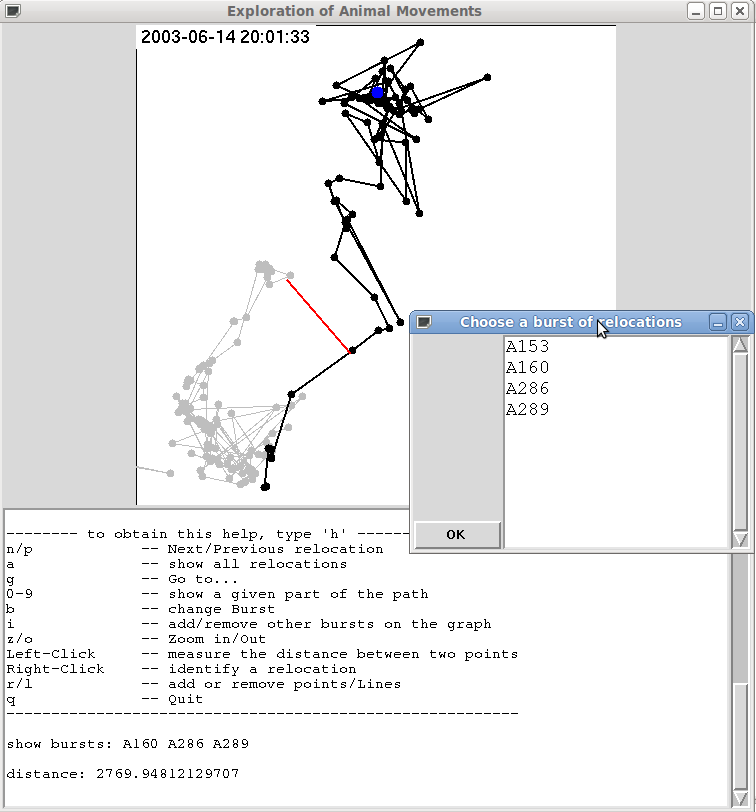 Exploration of Animal Movements
2003-06-14 20:01:33
Choose a burst of relocations
A153
A160
A286
A289
OK
-------- to obtain this help, type 'h' ------
n/p -- Next/Previous relocation
a -- show all relocations
g -- Go to...
0-9 -- show a given part of the path
b -- change Burst
i -- add/remove other bursts on the graph
z/o -- Zoom in/Out
Left-Click -- measure the distance between two points
Right-Click -- identify a relocation
r/l -- add or remove points/Lines
q -- Quit
---------------------------------------------------------
show bursts: A160 A286 A289
distance: 2769.94812129707